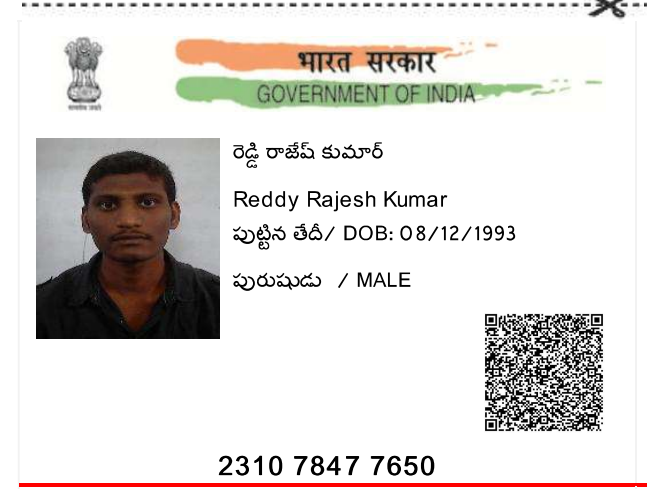 भारत सरकार
GOVERNMENT OF INDIA
రెడ్డి రాజేష్ కుమార్
Reddy Rajesh Kumar
పుట్టిన తేదీ/ DOB: 08/12/1993
పురుషుడు / MALE
2310 7847 7650